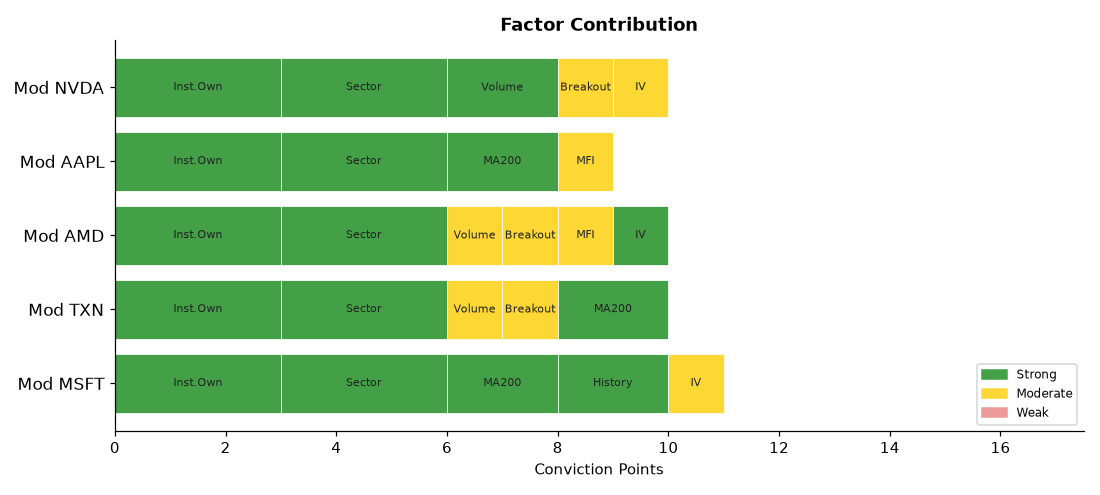 Factor Contribution
Mod NVDA Inst.Own Sector Volume Breakout IV
Mod AAPL Inst.Own Sector MA200 MFI
Mod AMD Inst.Own Sector Volume Breakout MFI IV
Mod TXN Inst.Own Sector Volume Breakout MA200
Mod MSFT Inst.Own Sector MA200 History IV
Strong
Moderate
Weak
0 2 4 6 8 10 12 14 16
Conviction Points